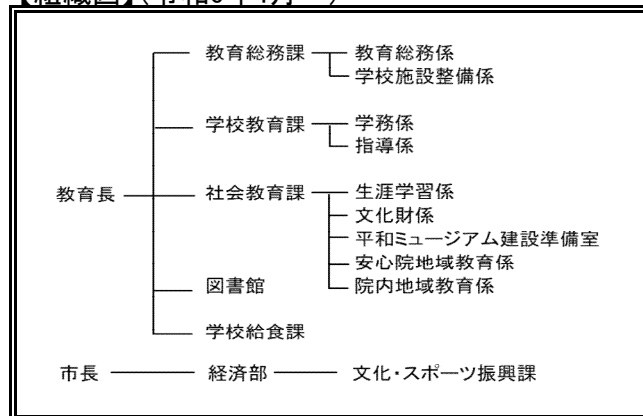 教育総務課 教育総務係
学校施設整備係
学校教育課 学務係
指導係
教育長 社会教育課 生涯学習係
文化財係
平和ミュージアム建設準備室
安心院地域教育係
図書館 院内地域教育係
学校給食課
市長 経済部 文化・スポーツ振興課